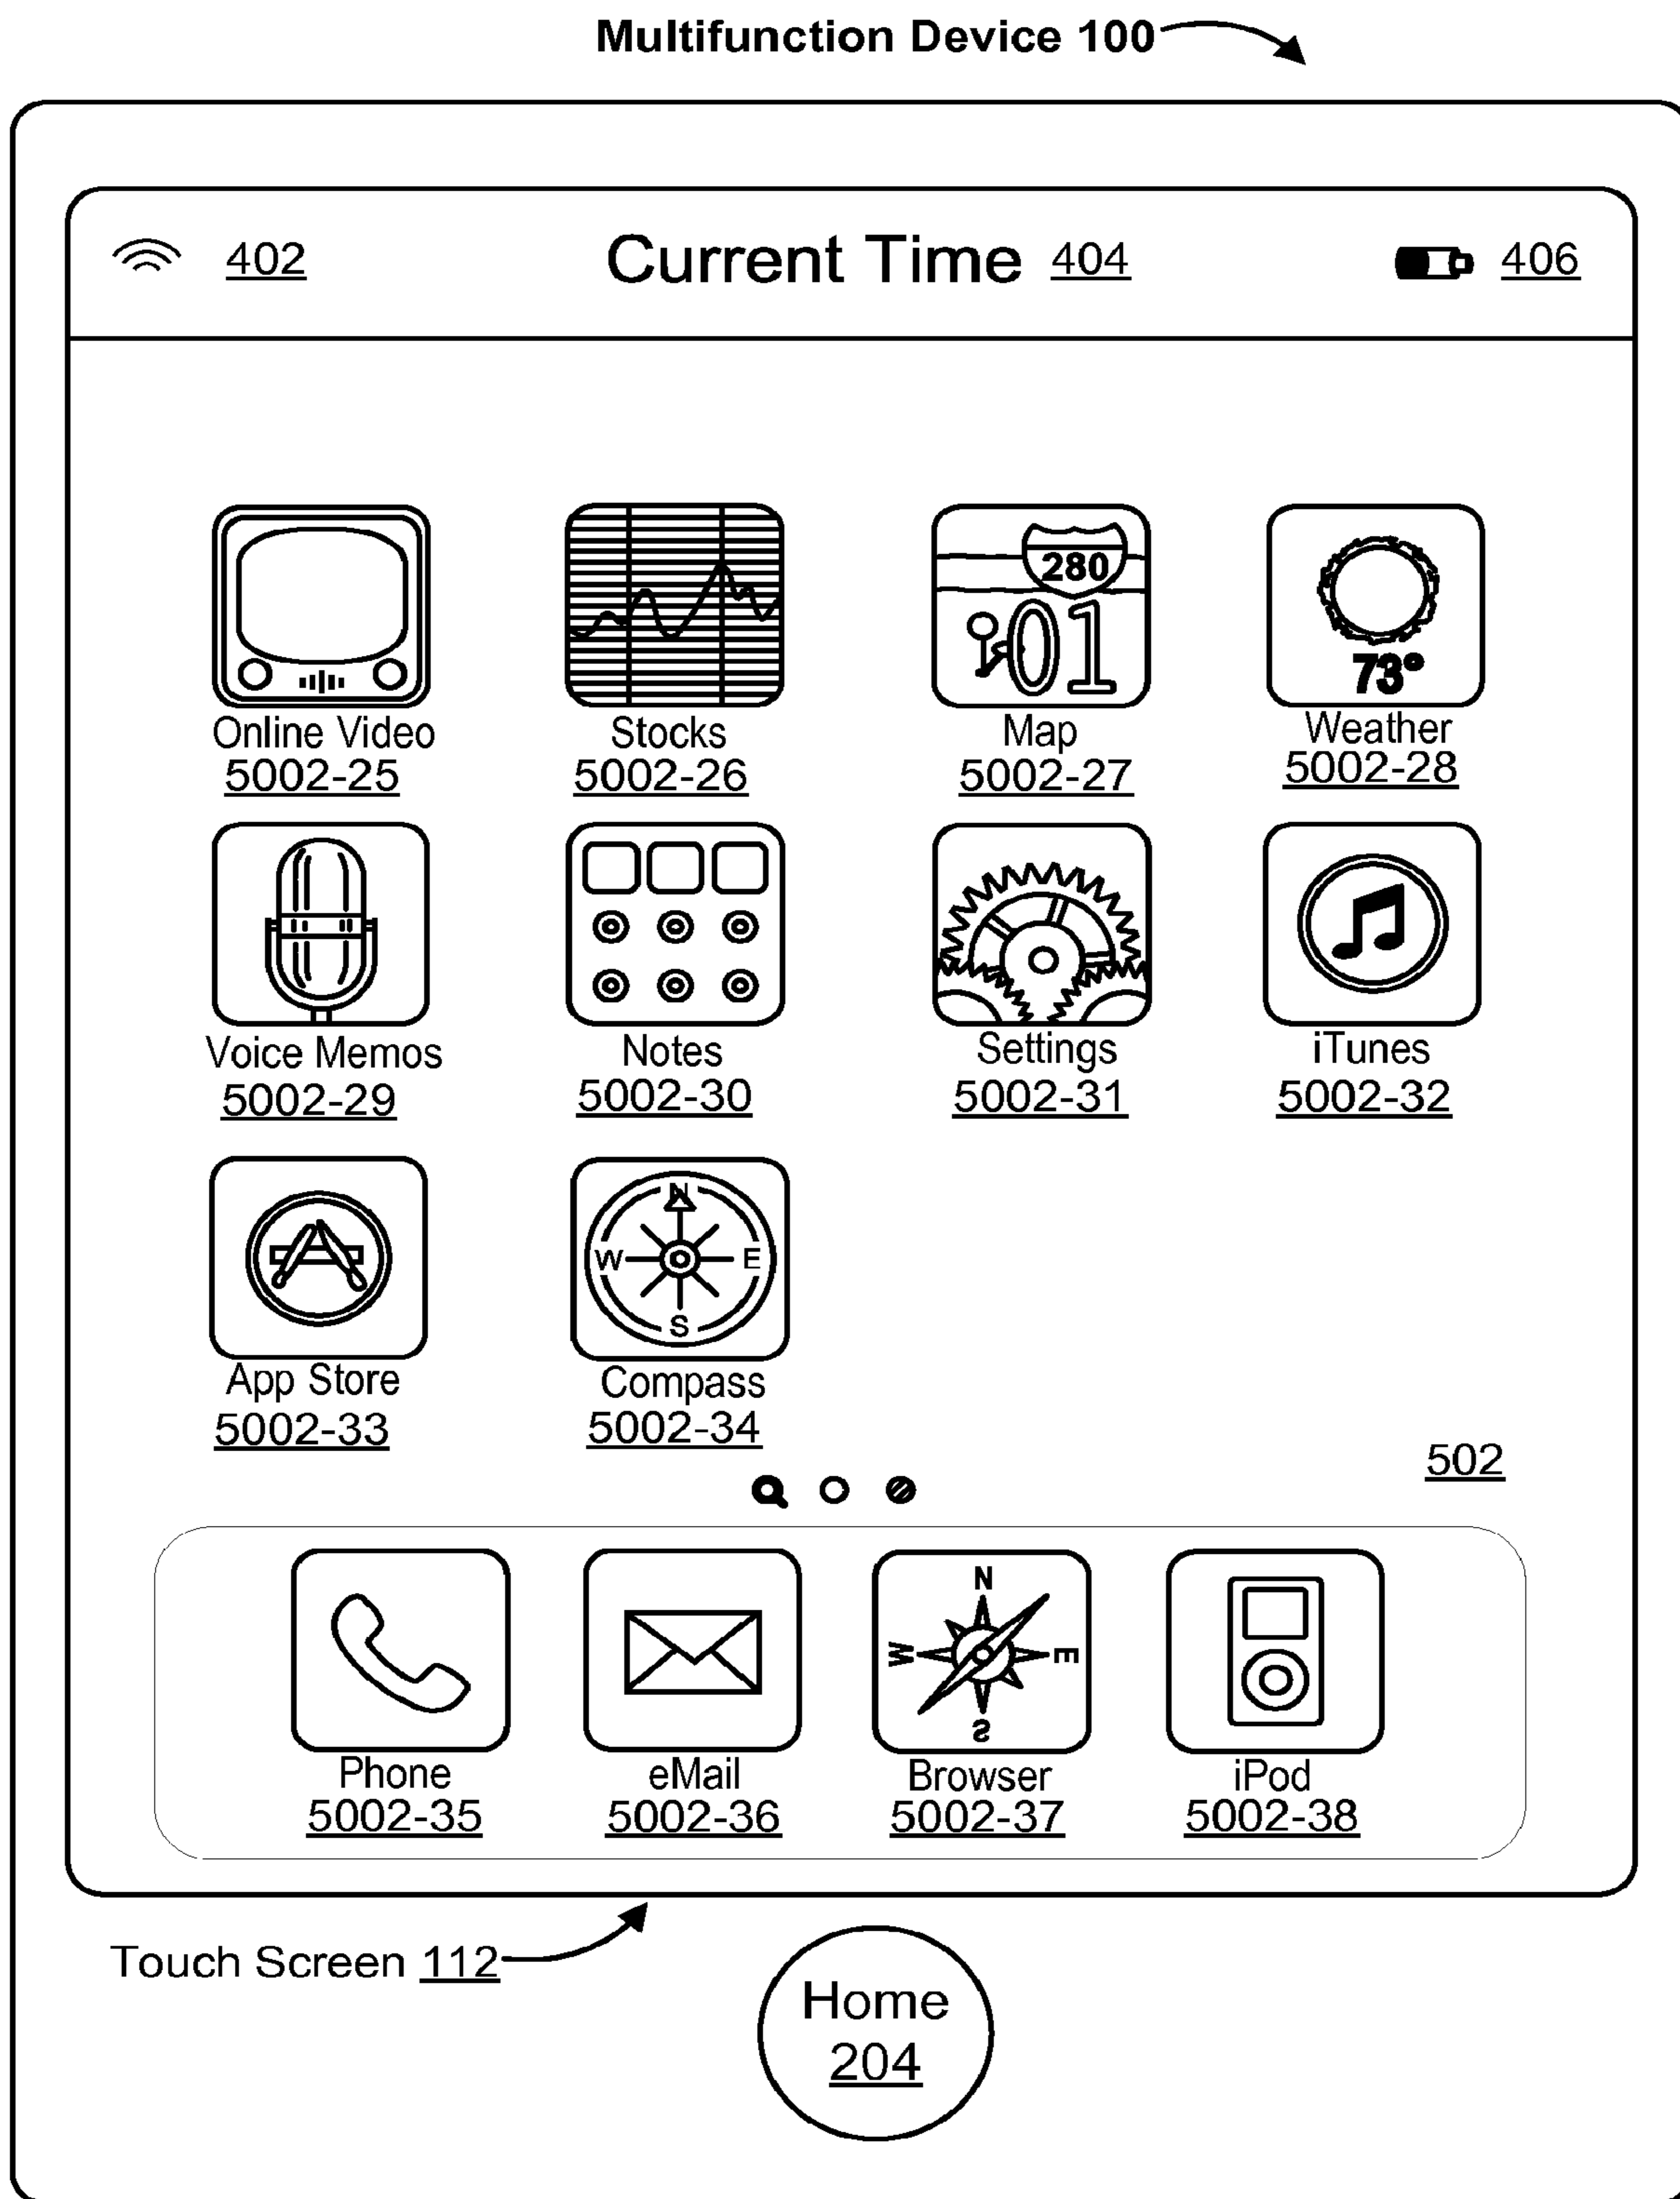 Multifunction Device 100
402 Current Time 404 406
280
01
73°
Online Video Stocks Map Weather
5002-25 5002-26 5002-27 5002-28
Voice Memos Notes Settings iTunes
5002-29 5002-30 5002-31 5002-32
N
W E
S
App Store Compass
5002-33 5002-34
502
N
W E
S
Phone eMail Browser iPod
5002-35 5002-36 5002-37 5002-38
Touch Screen 112
Home
204